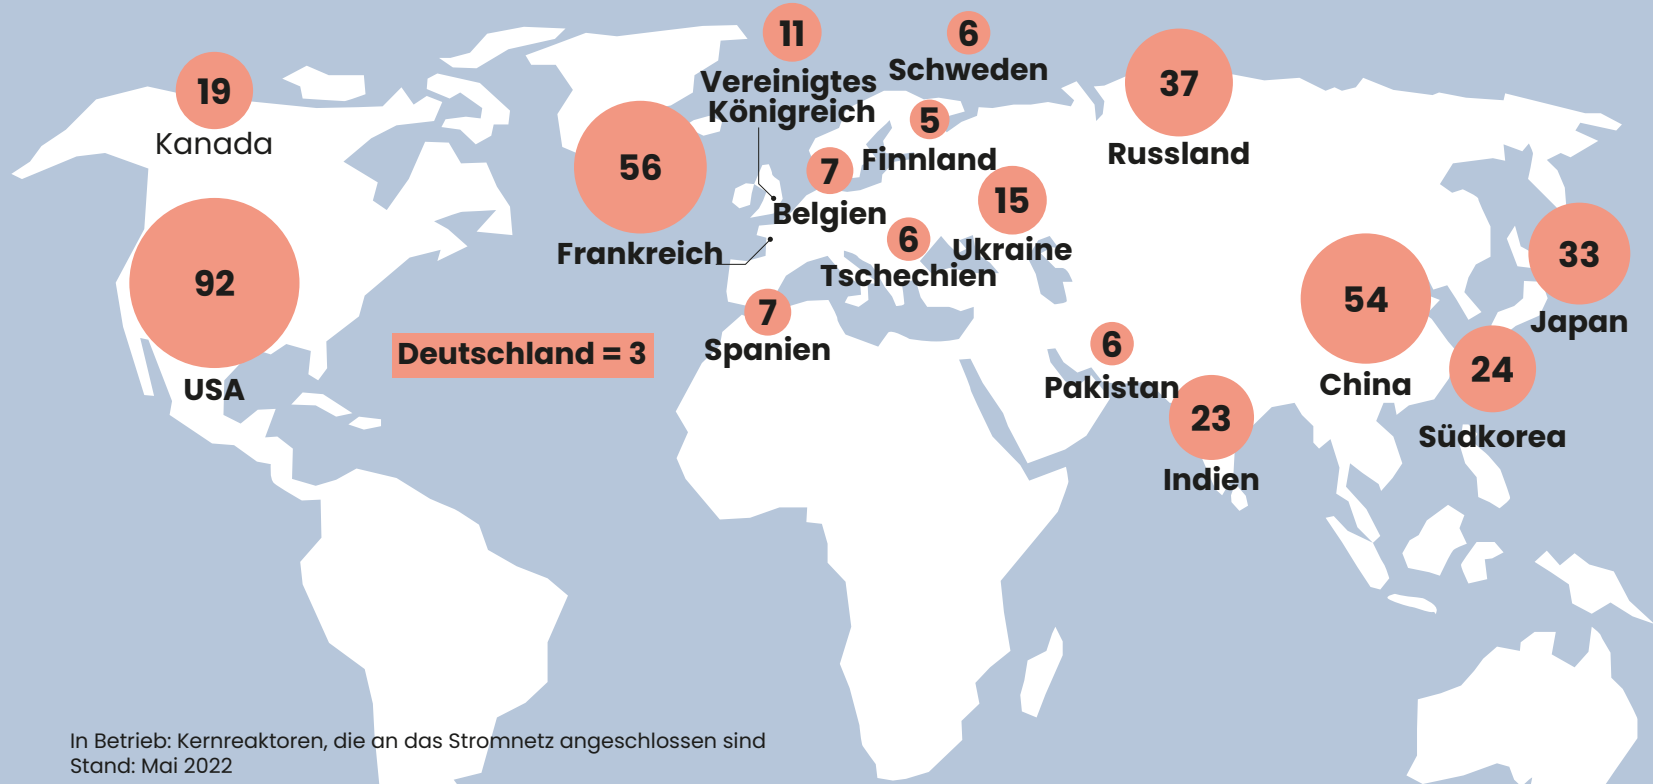 19
Kanada
92
USA
Deutschland = 3
56
Frankreich
11
Vereinigtes
Königreich
6
Schweden
5
Finnland
7
Belgien
15
Ukraine
6
Tschechien
7
Spanien
37
Russland
6
Pakistan
23
Indien
54
China
33
Japan
24
Südkorea
In Betrieb: Kernreaktoren, die an das Stromnetz angeschlossen sind
Stand: Mai 2022